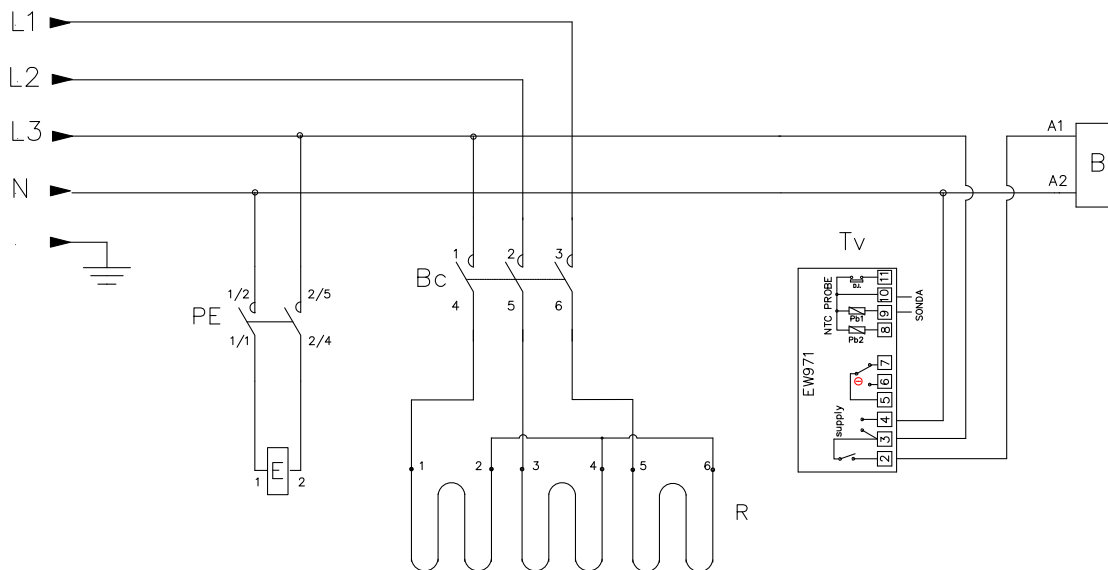 L1
L2
L3
A1
B
N
A2
Tv
1 2 3
Bc
4 5 6
1/2 2/5
PE
1/1 2/4
NTC PROBE
D.I.
11
10
Pb1
9
SONDA
Pb2
8
EW971
7
6
5
supply
4
3
2
1 2 3 4 5 6
1 E 2
R